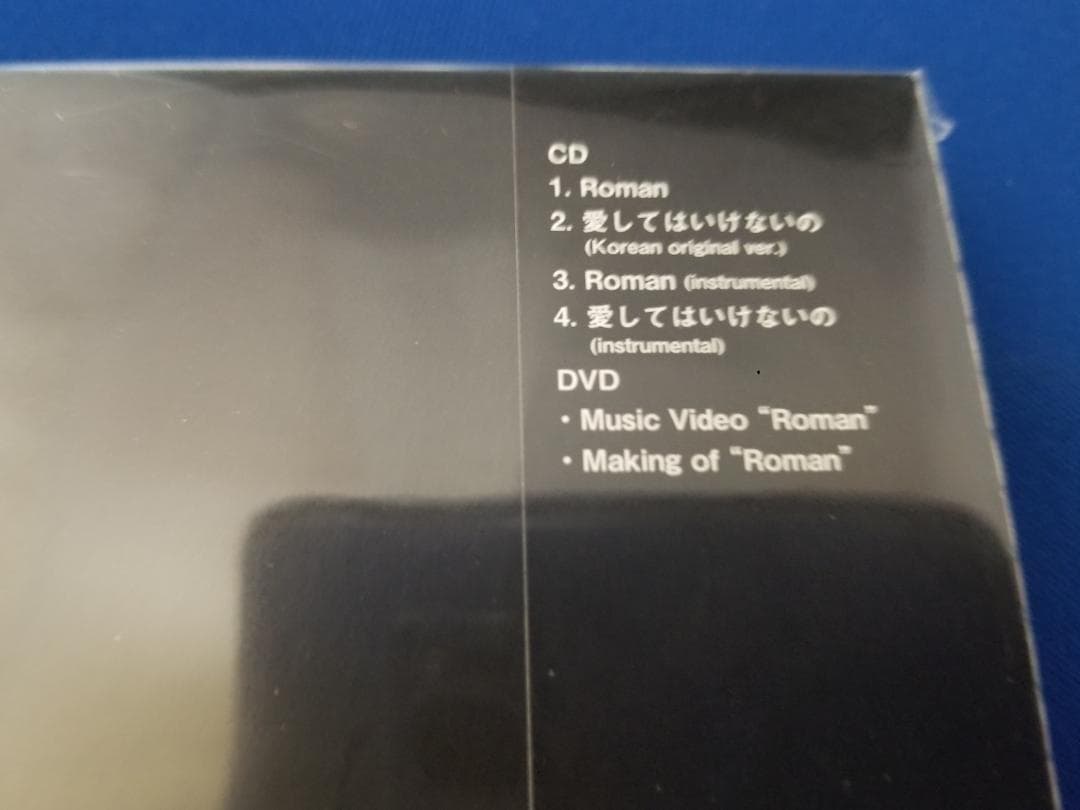 CD
1. Roman
2. 愛してはいけないの
(Korean original ver.)
3. Roman (instrumental)
4. 愛してはいけないの
(instrumental)
DVD
・Music Video “Roman”
・Making of “Roman”